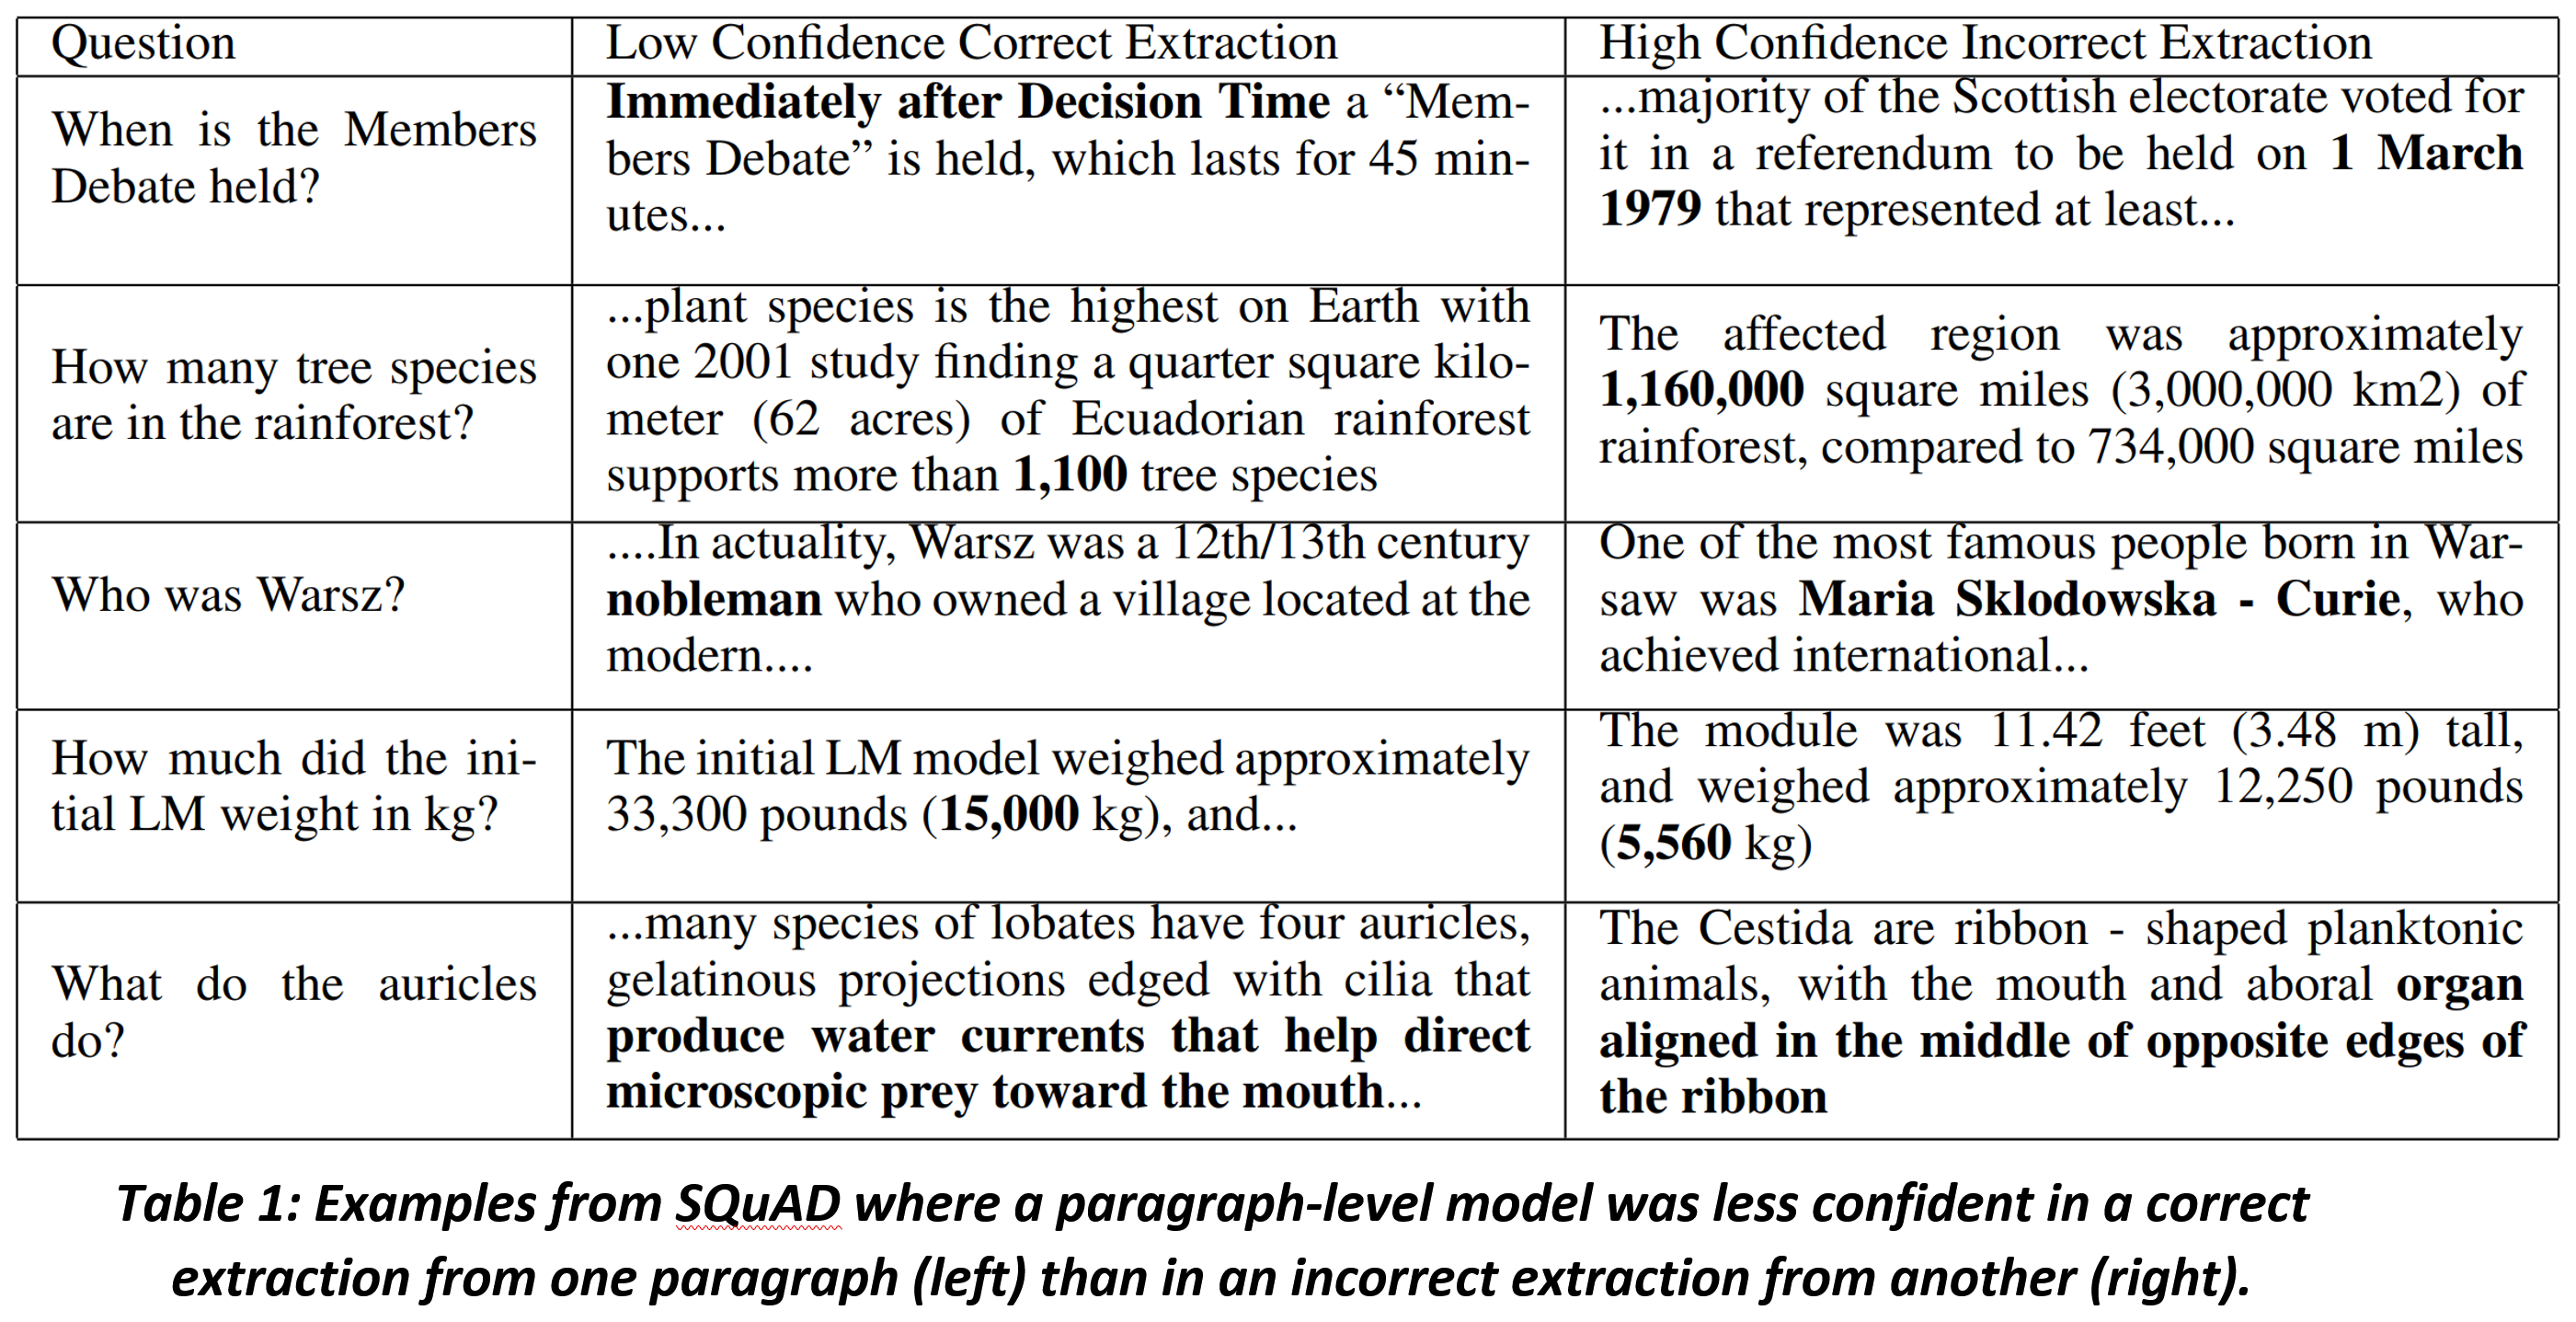 Question
Low Confidence Correct Extraction
High Confidence Incorrect Extraction
When is the Members
Debate held?
Immediately after Decision Time a “Mem-
bers Debate” is held, which lasts for 45 min-
utes...
...majority of the Scottish electorate voted for
it in a referendum to be held on 1 March
1979 that represented at least...
How many tree species
are in the rainforest?
...plant species is the highest on Earth with
one 2001 study finding a quarter square kilo-
meter (62 acres) of Ecuadorian rainforest
supports more than 1,100 tree species
The affected region was approximately
1,160,000 square miles (3,000,000 km2) of
rainforest, compared to 734,000 square miles
Who was Warsz?
....In actuality, Warsz was a 12th/13th century
nobleman who owned a village located at the
modern....
One of the most famous people born in War-
saw was Maria Sklodowska - Curie, who
achieved international...
How much did the ini-
tial LM weight in kg?
The initial LM model weighed approximately
33,300 pounds (15,000 kg), and...
The module was 11.42 feet (3.48 m) tall,
and weighed approximately 12,250 pounds
(5,560 kg)
What do the auricles
do?
...many species of lobates have four auricles,
gelatinous projections edged with cilia that
produce water currents that help direct
microscopic prey toward the mouth...
The Cestida are ribbon - shaped planktonic
animals, with the mouth and aboral organ
aligned in the middle of opposite edges of
the ribbon
Table 1: Examples from SQuAD where a paragraph-level model was less confident in a correct
extraction from one paragraph (left) than in an incorrect extraction from another (right).